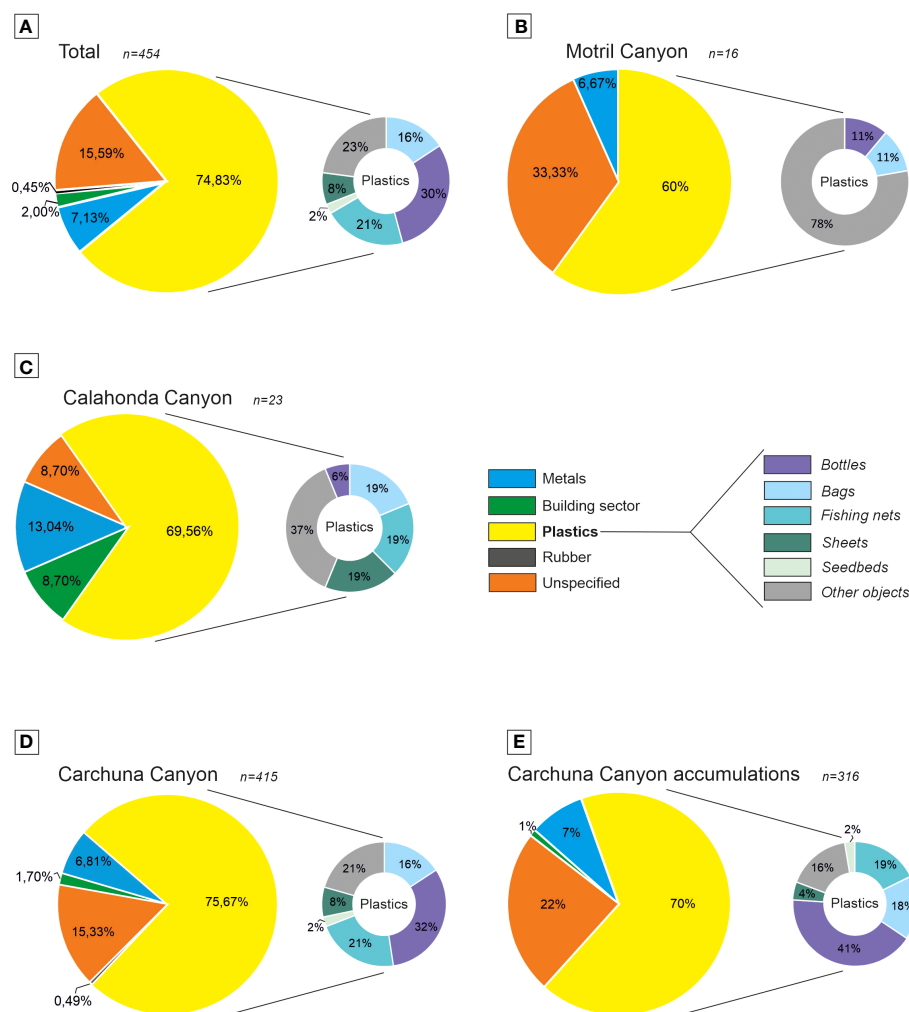 A
Total n=454
74,83%
15,59%
0,45%
2,00%
7,13%
Plastics
16%
30%
21%
2%
8%
23%
B
Motril Canyon n=16
6,67%
33,33%
60%
Plastics
11%
11%
78%
C
Calahonda Canyon n=23
8,70%
13,04%
8,70%
69,56%
Plastics
6%
19%
19%
19%
37%
Metals
Building sector
Plastics
Rubber
Unspecified
Bottles
Bags
Fishing nets
Sheets
Seedbeds
Other objects
D
Carchuna Canyon n=415
6,81%
1,70%
15,33%
0,49%
75,67%
Plastics
16%
32%
21%
2%
8%
21%
E
Carchuna Canyon accumulations n=316
1%
7%
22%
70%
Plastics
2%
19%
18%
41%
4%
16%